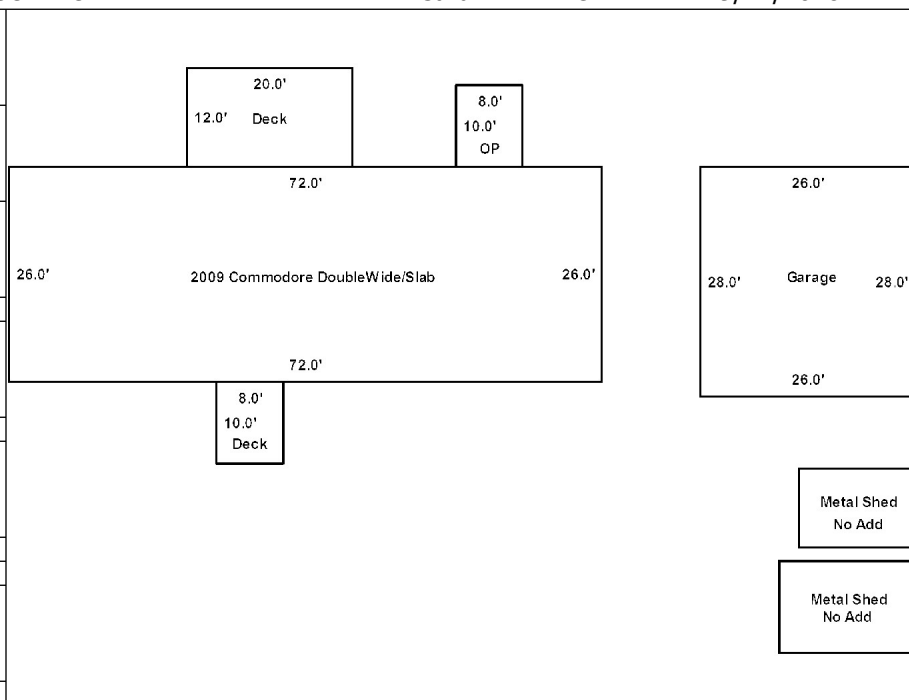 20.0'
12.0' Deck
8.0'
10.0'
OP
72.0'
26.0'
2009 Commodore DoubleWide/Slab
26.0'
72.0'
8.0'
10.0'
Deck
26.0'
28.0'
Garage
28.0'
26.0'
Metal Shed
No Add
Metal Shed
No Add